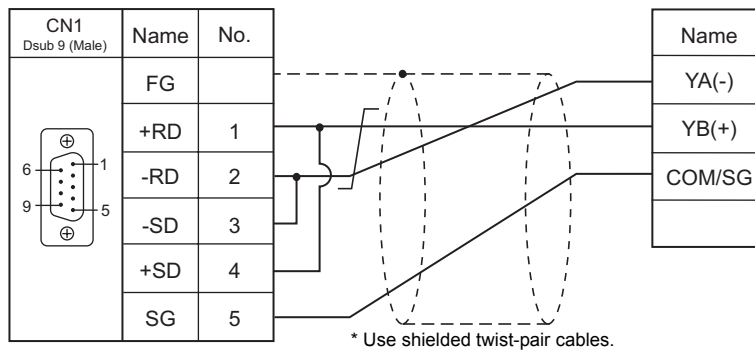 CN1
Dsub 9 (Male)
Name
No.
Name
FG
YA(-)
+RD
1
YB(+)
-RD
2
COM/SG
-SD
3
+SD
4
SG
5
6
1
9
5
* Use shielded twist-pair cables.